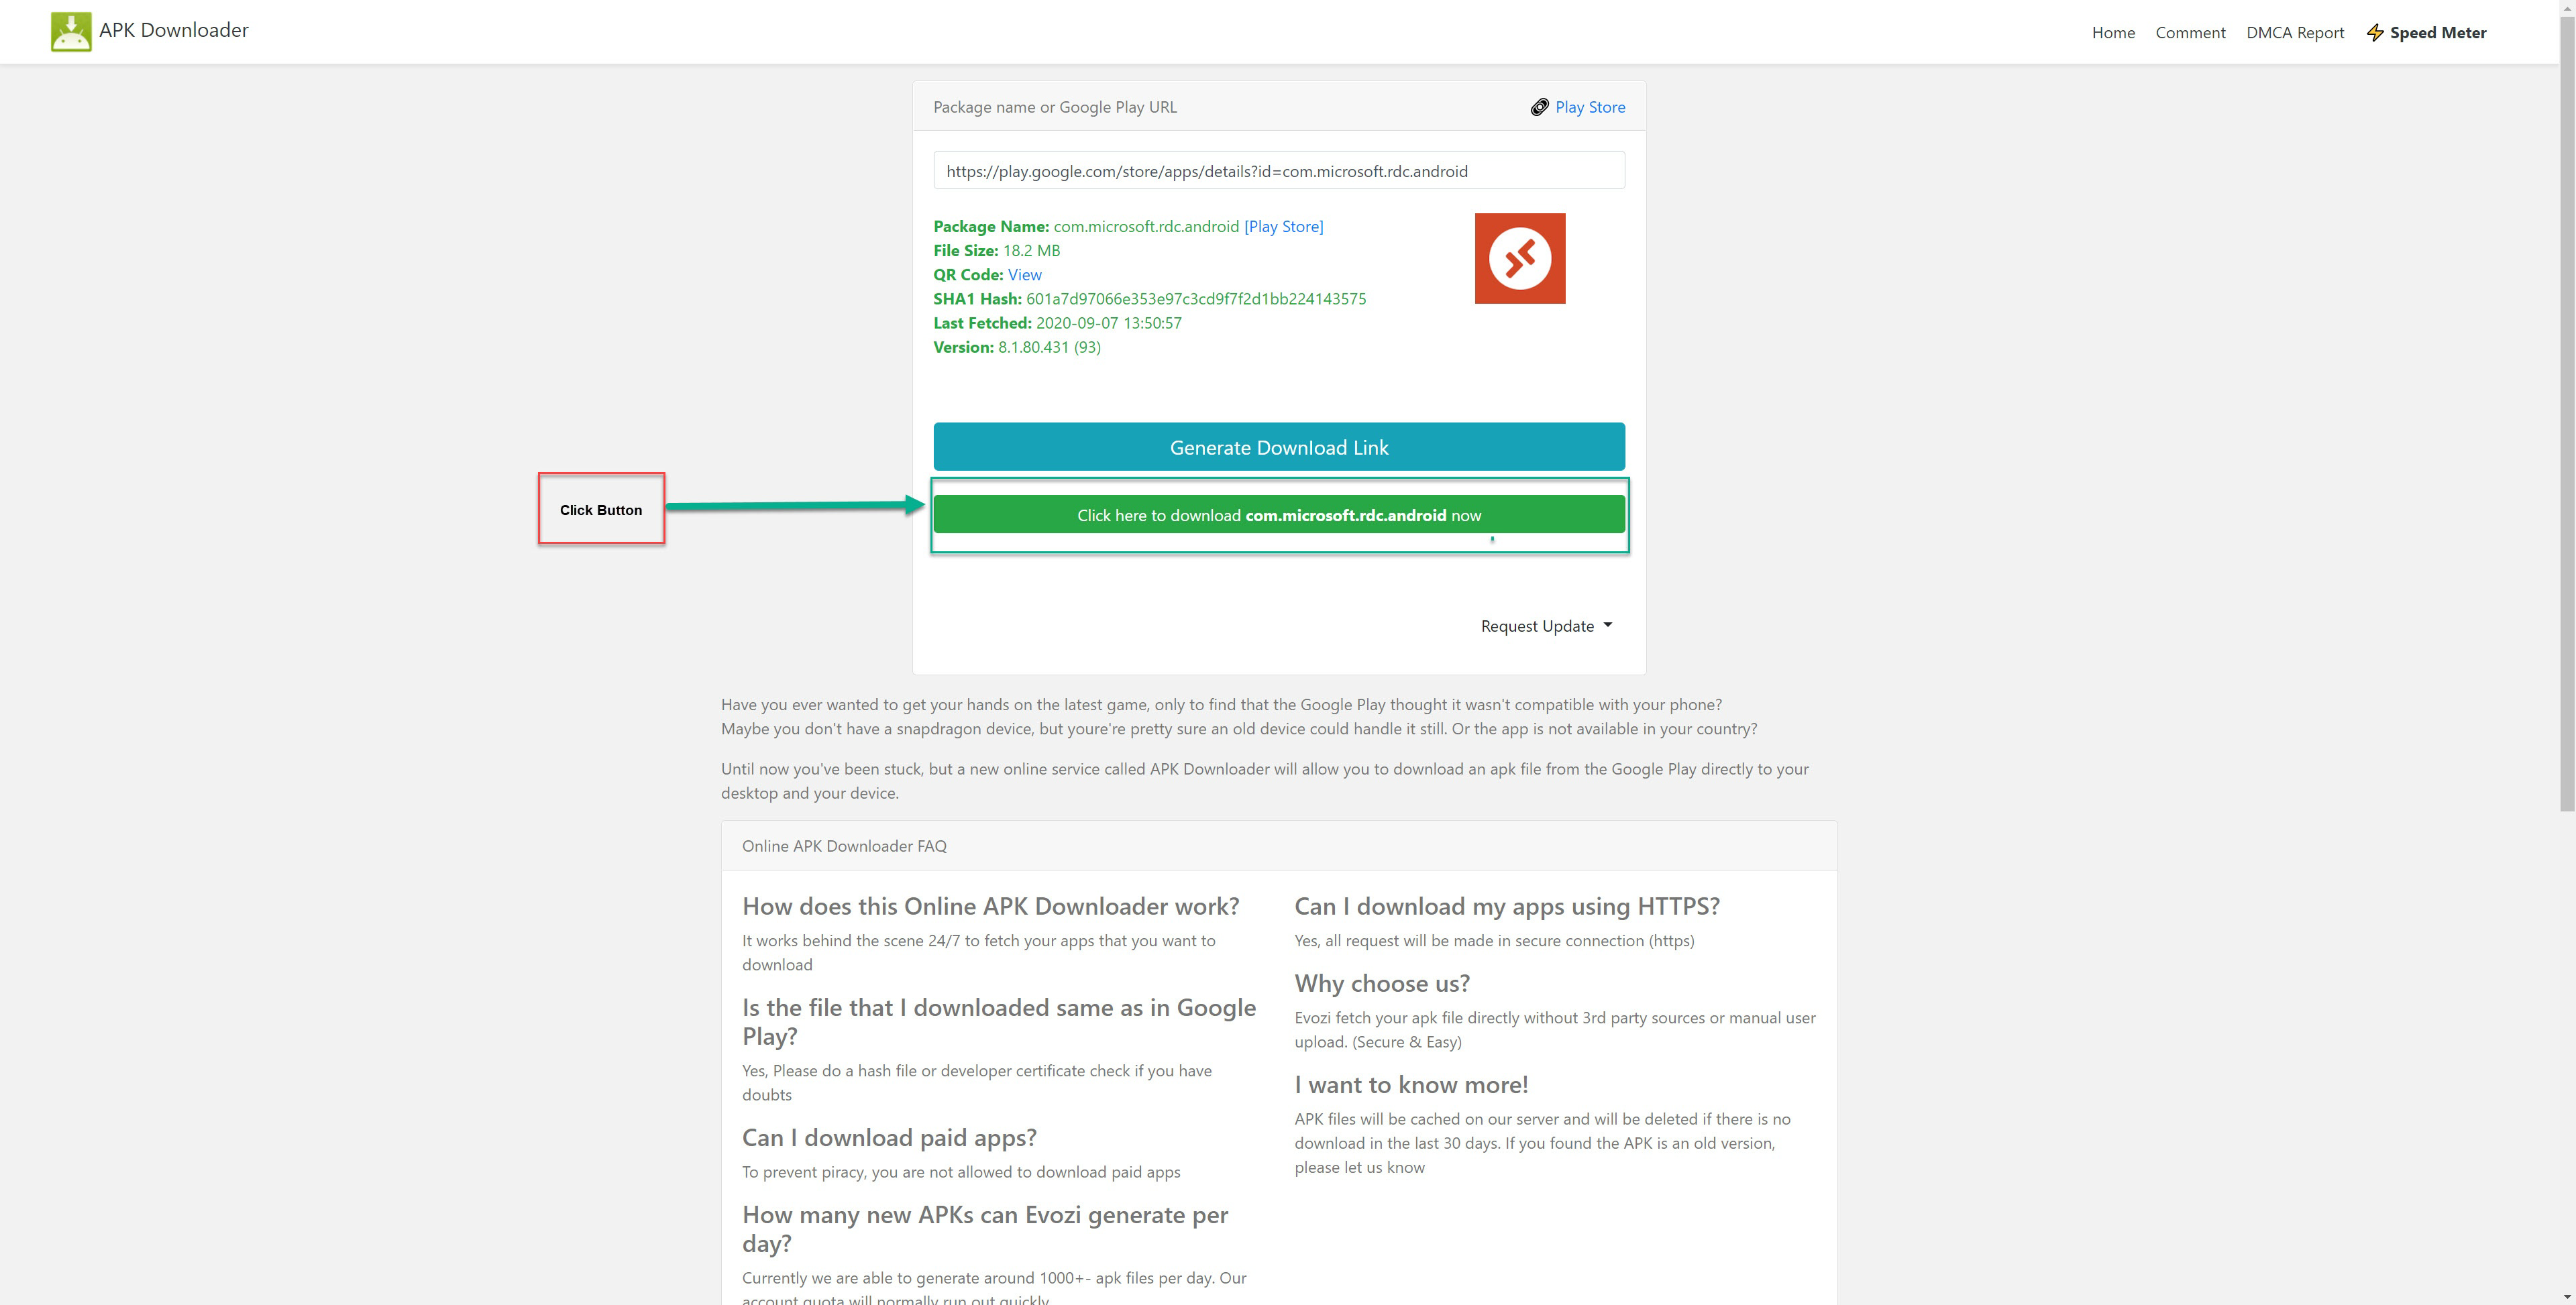 APK Downloader
Home Comment DMCA Report Speed Meter
Package name or Google Play URL Play Store
https://play.google.com/store/apps/details?id=com.microsoft.rdc.android
Package Name: com.microsoft.rdc.android [Play Store]
File Size: 18.2 MB
QR Code: View
SHA1 Hash: 601a7d97066e353e97c3cd9f7f2d1bb224143575
Last Fetched: 2020-09-07 13:50:57
Version: 8.1.80.431 (93)
Generate Download Link
Click Button
Click here to download com.microsoft.rdc.android now
Request Update
Have you ever wanted to get your hands on the latest game, only to find that the Google Play thought it wasn't compatible with your phone?
Maybe you don't have a snapdragon device, but youre're pretty sure an old device could handle it still. Or the app is not available in your country?
Until now you've been stuck, but a new online service called APK Downloader will allow you to download an apk file from the Google Play directly to your
desktop and your device.
Online APK Downloader FAQ
How does this Online APK Downloader work?
It works behind the scene 24/7 to fetch your apps that you want to
download
Is the file that I downloaded same as in Google
Play?
Yes, Please do a hash file or developer certificate check if you have
doubts
Can I download paid apps?
To prevent piracy, you are not allowed to download paid apps
How many new APKs can Evozi generate per
day?
Currently we are able to generate around 1000+- apk files per day. Our
account quota will normally run out quickly
Can I download my apps using HTTPS?
Yes, all request will be made in secure connection (https)
Why choose us?
Evozi fetch your apk file directly without 3rd party sources or manual user
upload. (Secure & Easy)
I want to know more!
APK files will be cached on our server and will be deleted if there is no
download in the last 30 days. If you found the APK is an old version,
please let us know